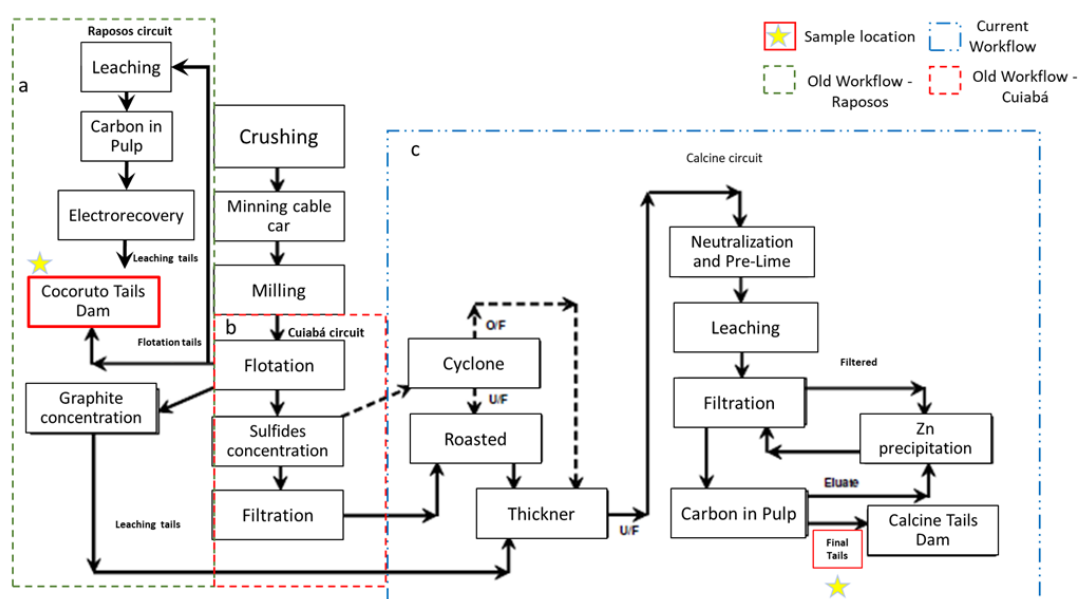 Raposos circuit
a
Leaching
Carbon in
Pulp
Electrorecovery
Leaching tails
Cocoruto Tails
Dam
Flotation tails
Graphite
concentration
Leaching tails
Crushing
Minning cable
car
Milling
b
Cuiabá circuit
Flotation
Sulfides
concentration
Filtration
Sample location
Current
Workflow
Old Workflow -
Raposos
Old Workflow -
Cuiabá
c
Calcine circuit
O/F
Cyclone
U/F
Roasted
Thickner
U/F
Neutralization
and Pre-Lime
Leaching
Filtered
Filtration
Zn
precipitation
Eluate
Carbon in Pulp
Calcine Tails
Dam
Final
Tails